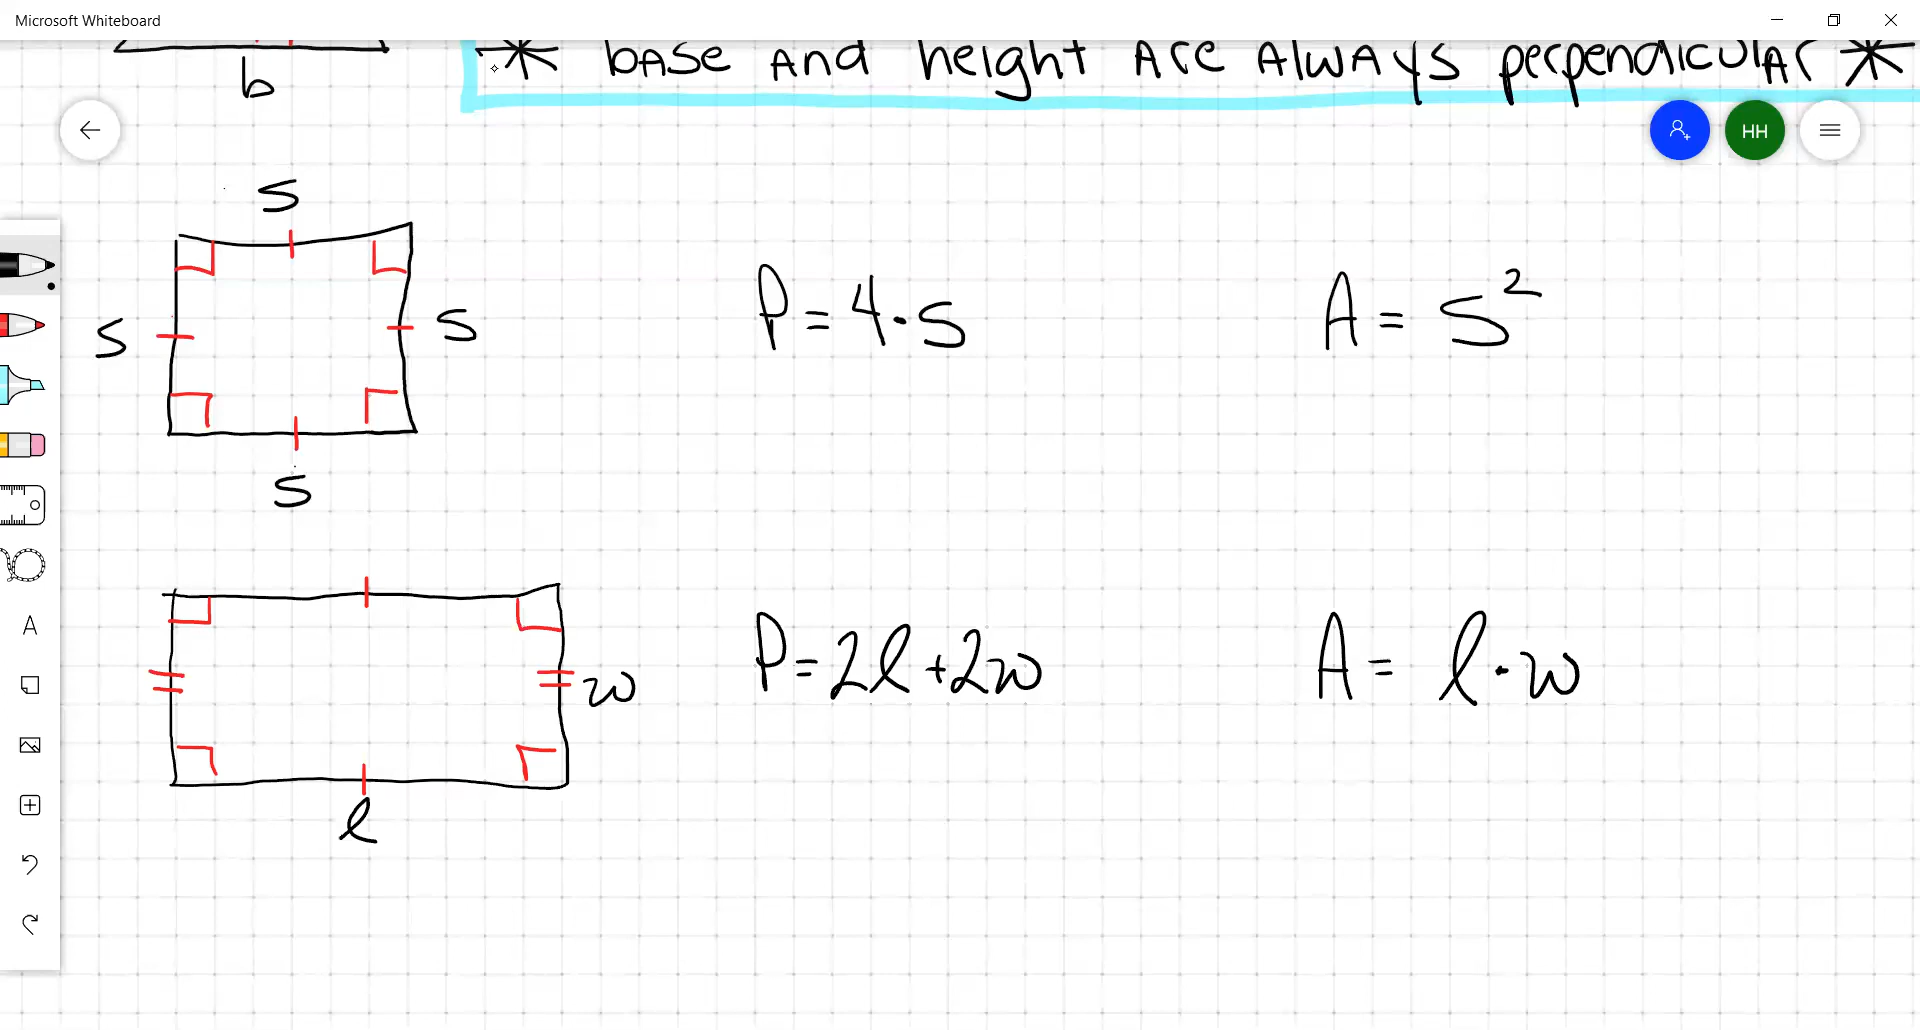 Microsoft Whiteboard
* base and height are always perpendicular *
b
HH
s
s
s
P = 4 · s
A = s²
s
w
P = 2l + 2w
A = l · w
l
A